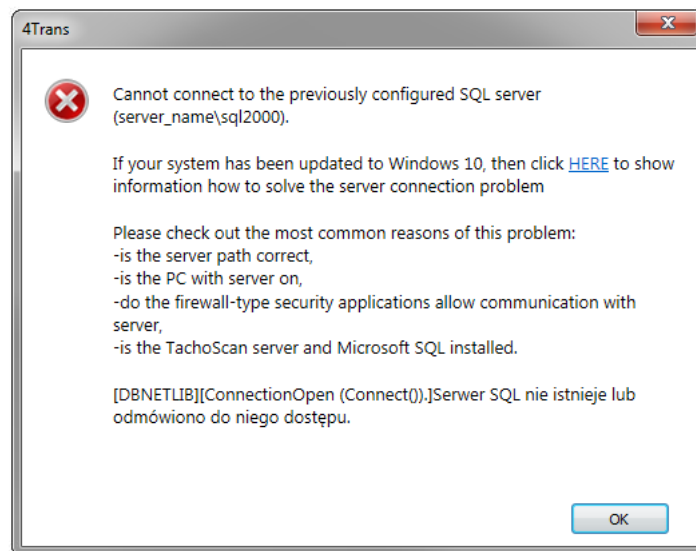 4Trans
Cannot connect to the previously configured SQL server
(server_name\sql2000).
If your system has been updated to Windows 10, then click HERE to show
information how to solve the server connection problem
Please check out the most common reasons of this problem:
-is the server path correct,
-is the PC with server on,
-do the firewall-type security applications allow communication with
server,
-is the TachoScan server and Microsoft SQL installed.
[DBNETLIB][ConnectionOpen (Connect()).]Serwer SQL nie istnieje lub
odmówiono do niego dostępu.
OK